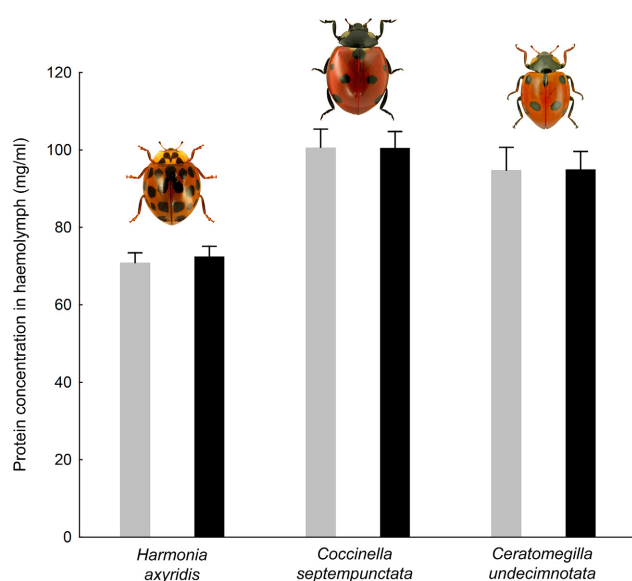 Protein concentration in haemolymph (mg/ml)
120
100
80
60
40
20
0
Harmonia
axyridis
Coccinella
septempunctata
Ceratomegilla
undecimnotata